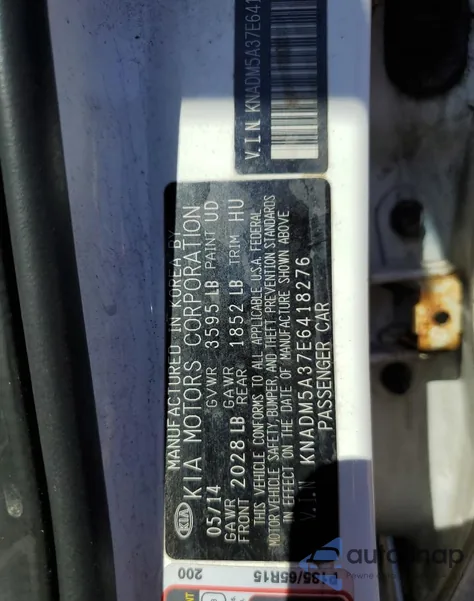 V.I.N KNADM5A37E641
MANUFACTURED IN KOREA BY
KIA KIA MOTORS CORPORATION
05/14 GVWR 3595 LB PAINT UD
GAWR FRONT 2028 LB GAWR REAR 1852 LB TRIM HU
THIS VEHICLE CONFORMS TO ALL APPLICABLE U.S.A. FEDERAL
MOTOR VEHICLE SAFETY, BUMPER, AND THEFT PREVENTION STANDARDS
IN EFFECT ON THE DATE OF MANUFACTURE SHOWN ABOVE.
V.I.N KNADM5A37E6418276
PASSENGER CAR
/65R15
200